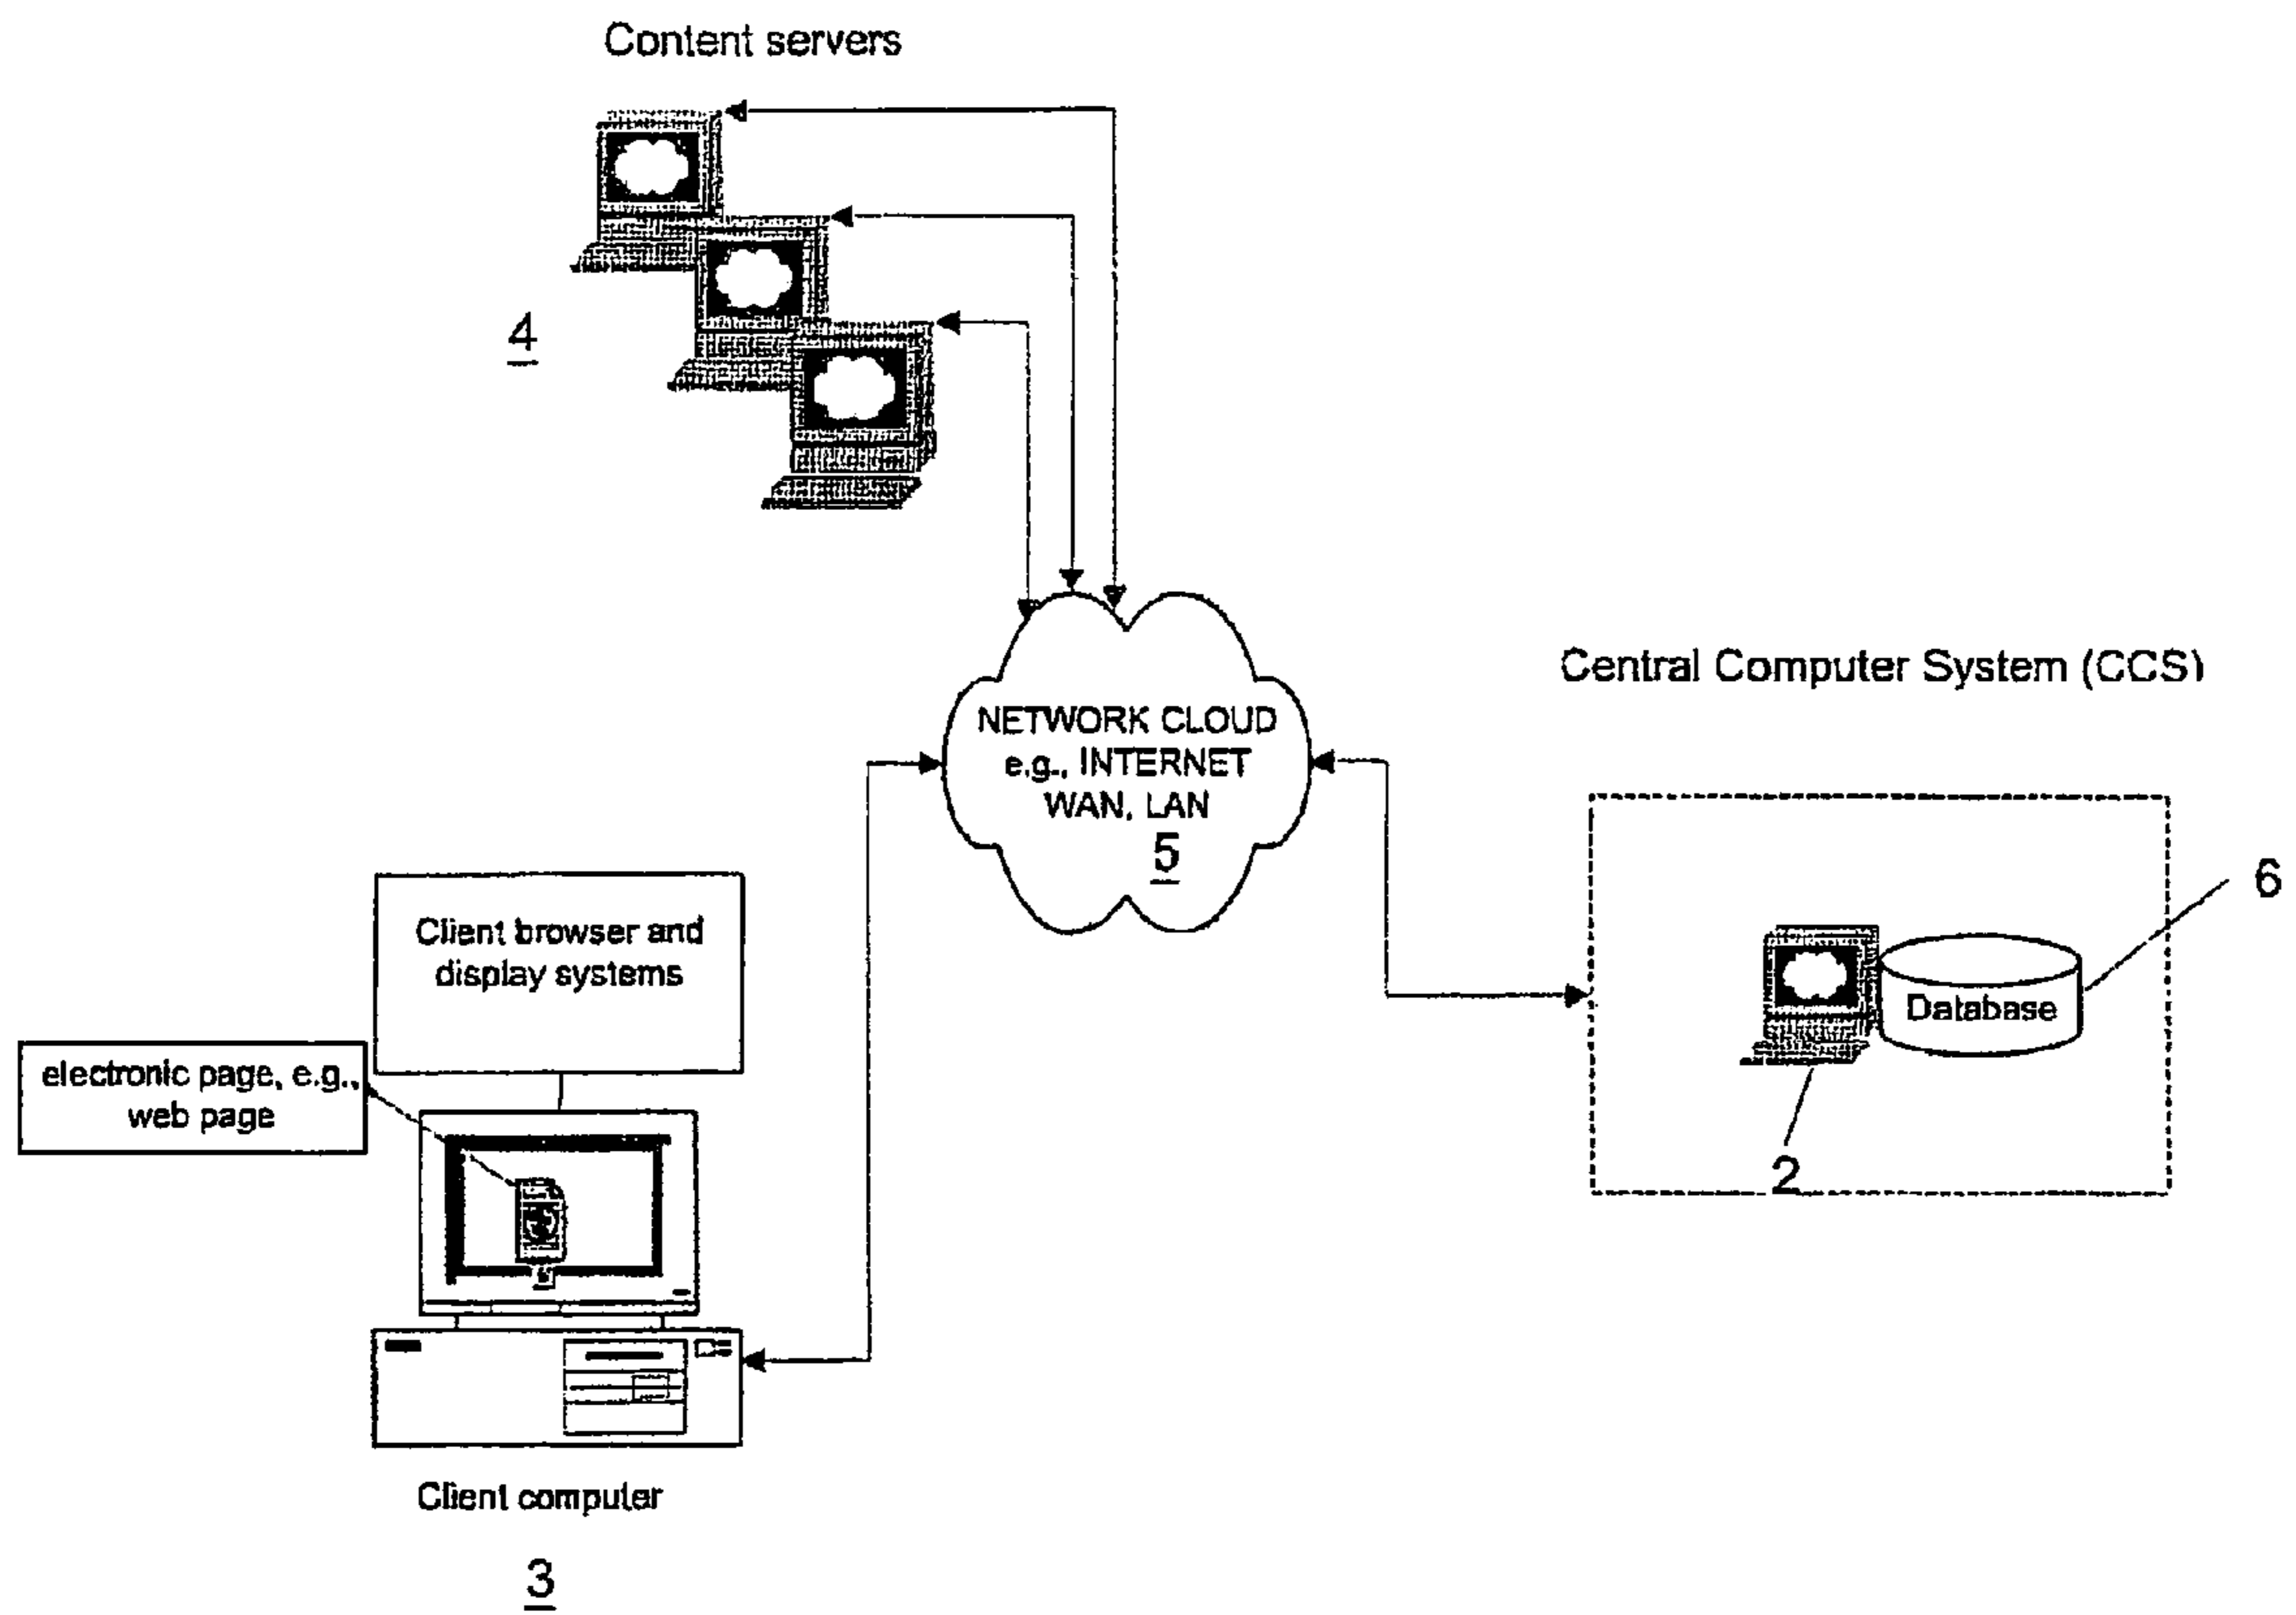 Content servers
4
NETWORK CLOUD
e.g., INTERNET
WAN, LAN
5
Central Computer System (CCS)
6
Database
2
Client browser and
display systems
electronic page, e.g.,
web page
Client computer
3